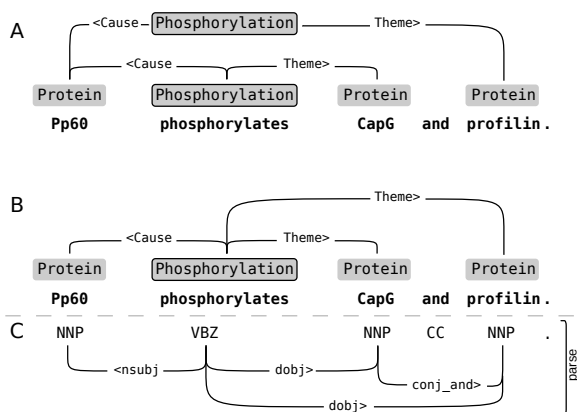 A <Cause Phosphorylation Theme>
<Cause Theme>
Protein Phosphorylation Protein Protein
Pp60 phosphorylates CapG and profilin.
B Theme>
<Cause Theme>
Protein Phosphorylation Protein Protein
Pp60 phosphorylates CapG and profilin.
C NNP VBZ NNP CC NNP .
<nsubj dobj> conj_and>
dobj>
parse